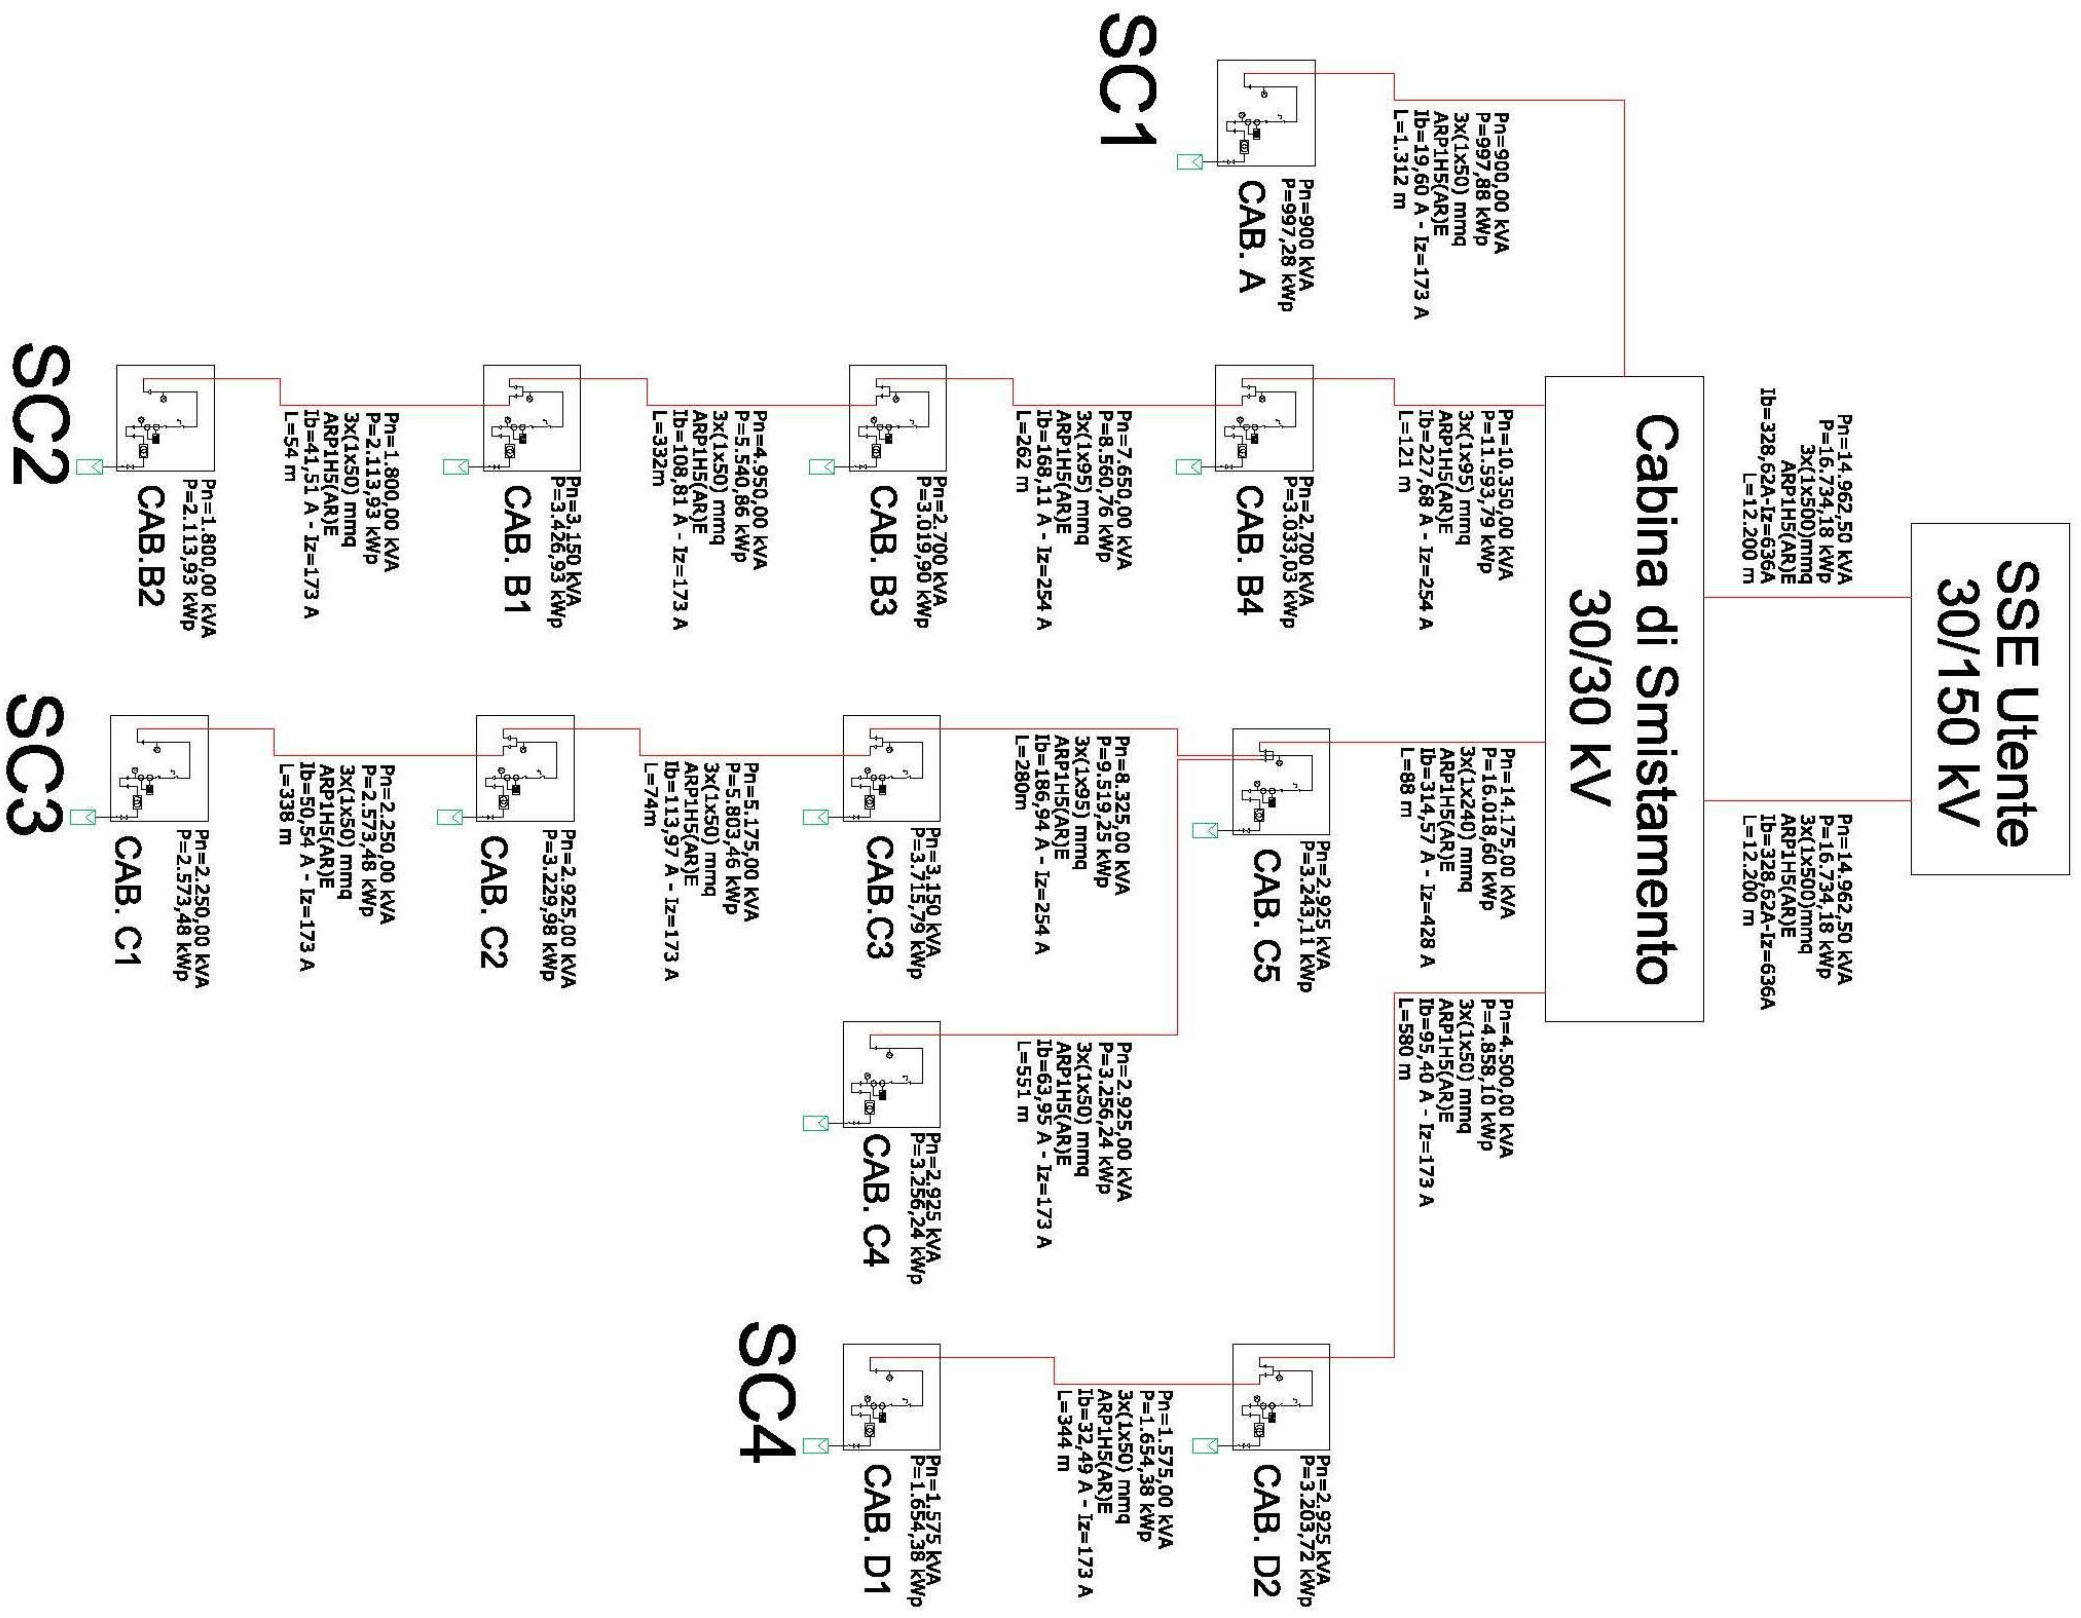 SSE Utente
30/150 kV
Pn=14.962,50 kVA
P=16.734,18 kWp
3x(1x500)mmq
ARP1H5(AR)E
Ib=328,62A-Iz=636A
L=12.200 m
Pn=14.962,50 kVA
P=16.734,18 kWp
3x(1x500)mmq
ARP1H5(AR)E
Ib=328,62A-Iz=636A
L=12.200 m
Cabina di Smistamento
30/30 kV
Pn=900,00 kVA
P=997,88 kWp
3x(1x50) mmq
ARP1H5(AR)E
Ib=19,60 A - Iz=173 A
L=1.312 m
Pn=900 kVA
P=997,28 kWp
CAB. A
SC1
Pn=10.350,00 kVA
P=11.593,79 kWp
3x(1x95) mmq
ARP1H5(AR)E
Ib=227,68 A - Iz=254 A
L=121 m
Pn=2.700 kVA
P=3.033,03 kWp
CAB. B4
Pn=7.650,00 kVA
P=8.560,76 kWp
3x(1x95) mmq
ARP1H5(AR)E
Ib=168,11 A - Iz=254 A
L=262 m
Pn=2.700 kVA
P=3.019,90 kWp
CAB. B3
Pn=4.950,00 kVA
P=5.540,86 kWp
3x(1x50) mmq
ARP1H5(AR)E
Ib=108,81 A - Iz=173 A
L=332m
Pn=3,150 kVA
P=3.426,93 kWp
CAB. B1
Pn=1.800,00 kVA
P=2.113,93 kWp
3x(1x50) mmq
ARP1H5(AR)E
Ib=41,51 A - Iz=173 A
L=54 m
Pn=1.800,00 kVA
P=2.113,93 kWp
CAB.B2
SC2
Pn=14.175,00 kVA
P=16.018,60 kWp
3x(1x240) mmq
ARP1H5(AR)E
Ib=314,57 A - Iz=428 A
L=88 m
Pn=2.925 kVA
P=3.243,11 kWp
CAB. C5
Pn=8.325,00 kVA
P=9.519,25 kWp
3x(1x95) mmq
ARP1H5(AR)E
Ib=186,94 A - Iz=254 A
L=280m
Pn=3,150 kVA
P=3.715,79 kWp
CAB.C3
Pn=5.175,00 kVA
P=5.803,46 kWp
3x(1x50) mmq
ARP1H5(AR)E
Ib=113,97 A - Iz=173 A
L=74m
Pn=2.925,00 kVA
P=3.229,98 kWp
CAB. C2
Pn=2.250,00 kVA
P=2.573,48 kWp
3x(1x50) mmq
ARP1H5(AR)E
Ib=50,54 A - Iz=173 A
L=338 m
Pn=2.250,00 kVA
P=2.573,48 kWp
CAB. C1
SC3
Pn=2.925,00 kVA
P=3.256,24 kWp
3x(1x50) mmq
ARP1H5(AR)E
Ib=63,95 A - Iz=173 A
L=551 m
Pn=2.925 kVA
P=3.256,24 kWp
CAB. C4
Pn=4.500,00 kVA
P=4.858,10 kWp
3x(1x50) mmq
ARP1H5(AR)E
Ib=95,40 A - Iz=173 A
L=580 m
Pn=2.925 kVA
P=3.203,72 kWp
CAB. D2
Pn=1.575,00 kVA
P=1.654,38 kWp
3x(1x50) mmq
ARP1H5(AR)E
Ib=32,49 A - Iz=173 A
L=344 m
Pn=1.575 kVA
P=1.654,38 kWp
CAB. D1
SC4